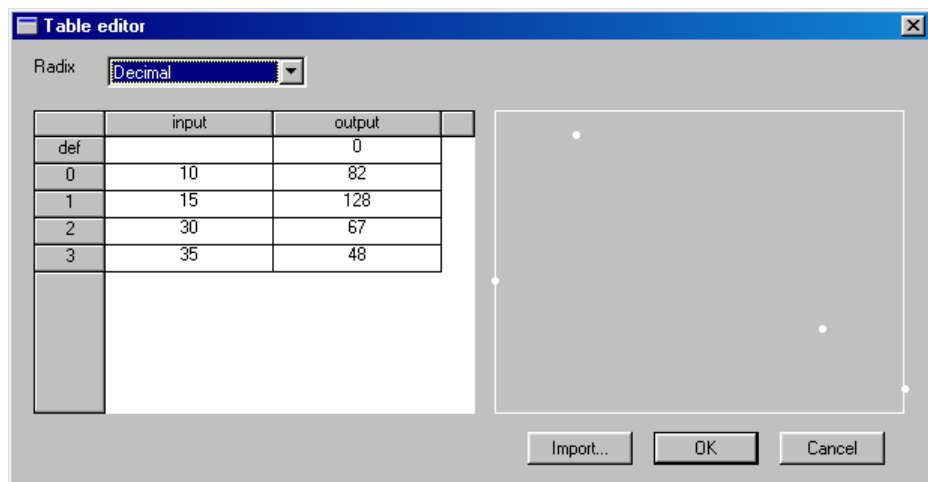 Table editor
Radix Decimal
input output
def 0
0 10 82
1 15 128
2 30 67
3 35 48
Import... OK Cancel